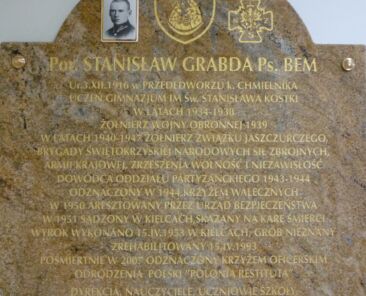 Por. STANISŁAW GRABDA Ps. BEM
UR. 3.XII.1916 W PRZEDEDWORZU k. CHMIELNIKA
UCZEŃ GIMNAZJUM IM ŚW. STANISŁAWA KOSTKI
W LATACH 1934-1938
ŻOŁNIERZ WOJNY OBRONNEJ 1939
W LATACH 1940-1947 ŻOŁNIERZ ZWIĄZKU JASZCZURCZEGO,
BRYGADY ŚWIĘTOKRZYSKIEJ NARODOWYCH SIŁ ZBROJNYCH,
ARMII KRAJOWEJ, ZRZESZENIA WOLNOŚĆ I NIEZAWISŁOŚĆ
DOWÓDCA ODDZIAŁU PARTYZANCKIEGO 1943-1944
ODZNACZONY W 1944 KRZYŻEM WALECZNYCH
W 1950 ARESZTOWANY PRZEZ URZĄD BEZPIECZEŃSTWA
W 1951 SĄDZONY W KIELCACH, SKAZANY NA KARĘ ŚMIERCI
WYROK WYKONANO 15.IV.1953 W KIELCACH, GRÓB NIEZNANY
ZREHABILITOWANY 15.IV.1993
POŚMIERTNIE W 2007 ODZNACZONY KRZYŻEM OFICERSKIM
ODRODZENIA POLSKI "POLONIA RESTITUTA"
DYREKCJA, NAUCZYCIELE, UCZNIOWIE SZKOŁY